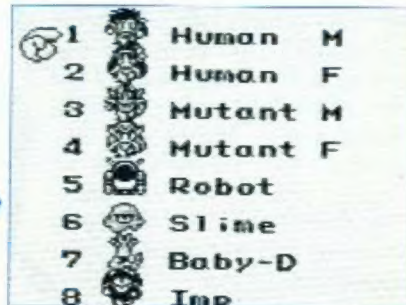 1 Human M
2 Human F
3 Mutant M
4 Mutant F
5 Robot
6 Slime
7 Baby-D
8 Imp